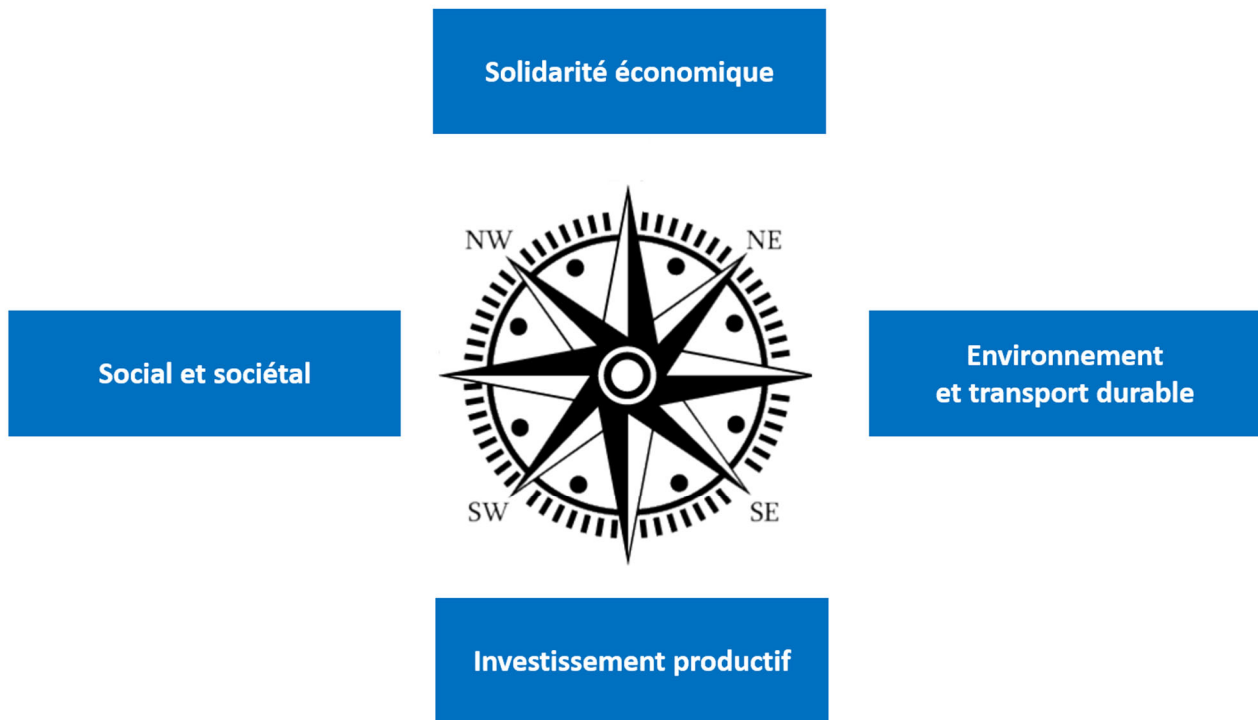 Solidarité économique
NW
NE
Social et sociétal
Environnement
et transport durable
SW
SE
Investissement productif